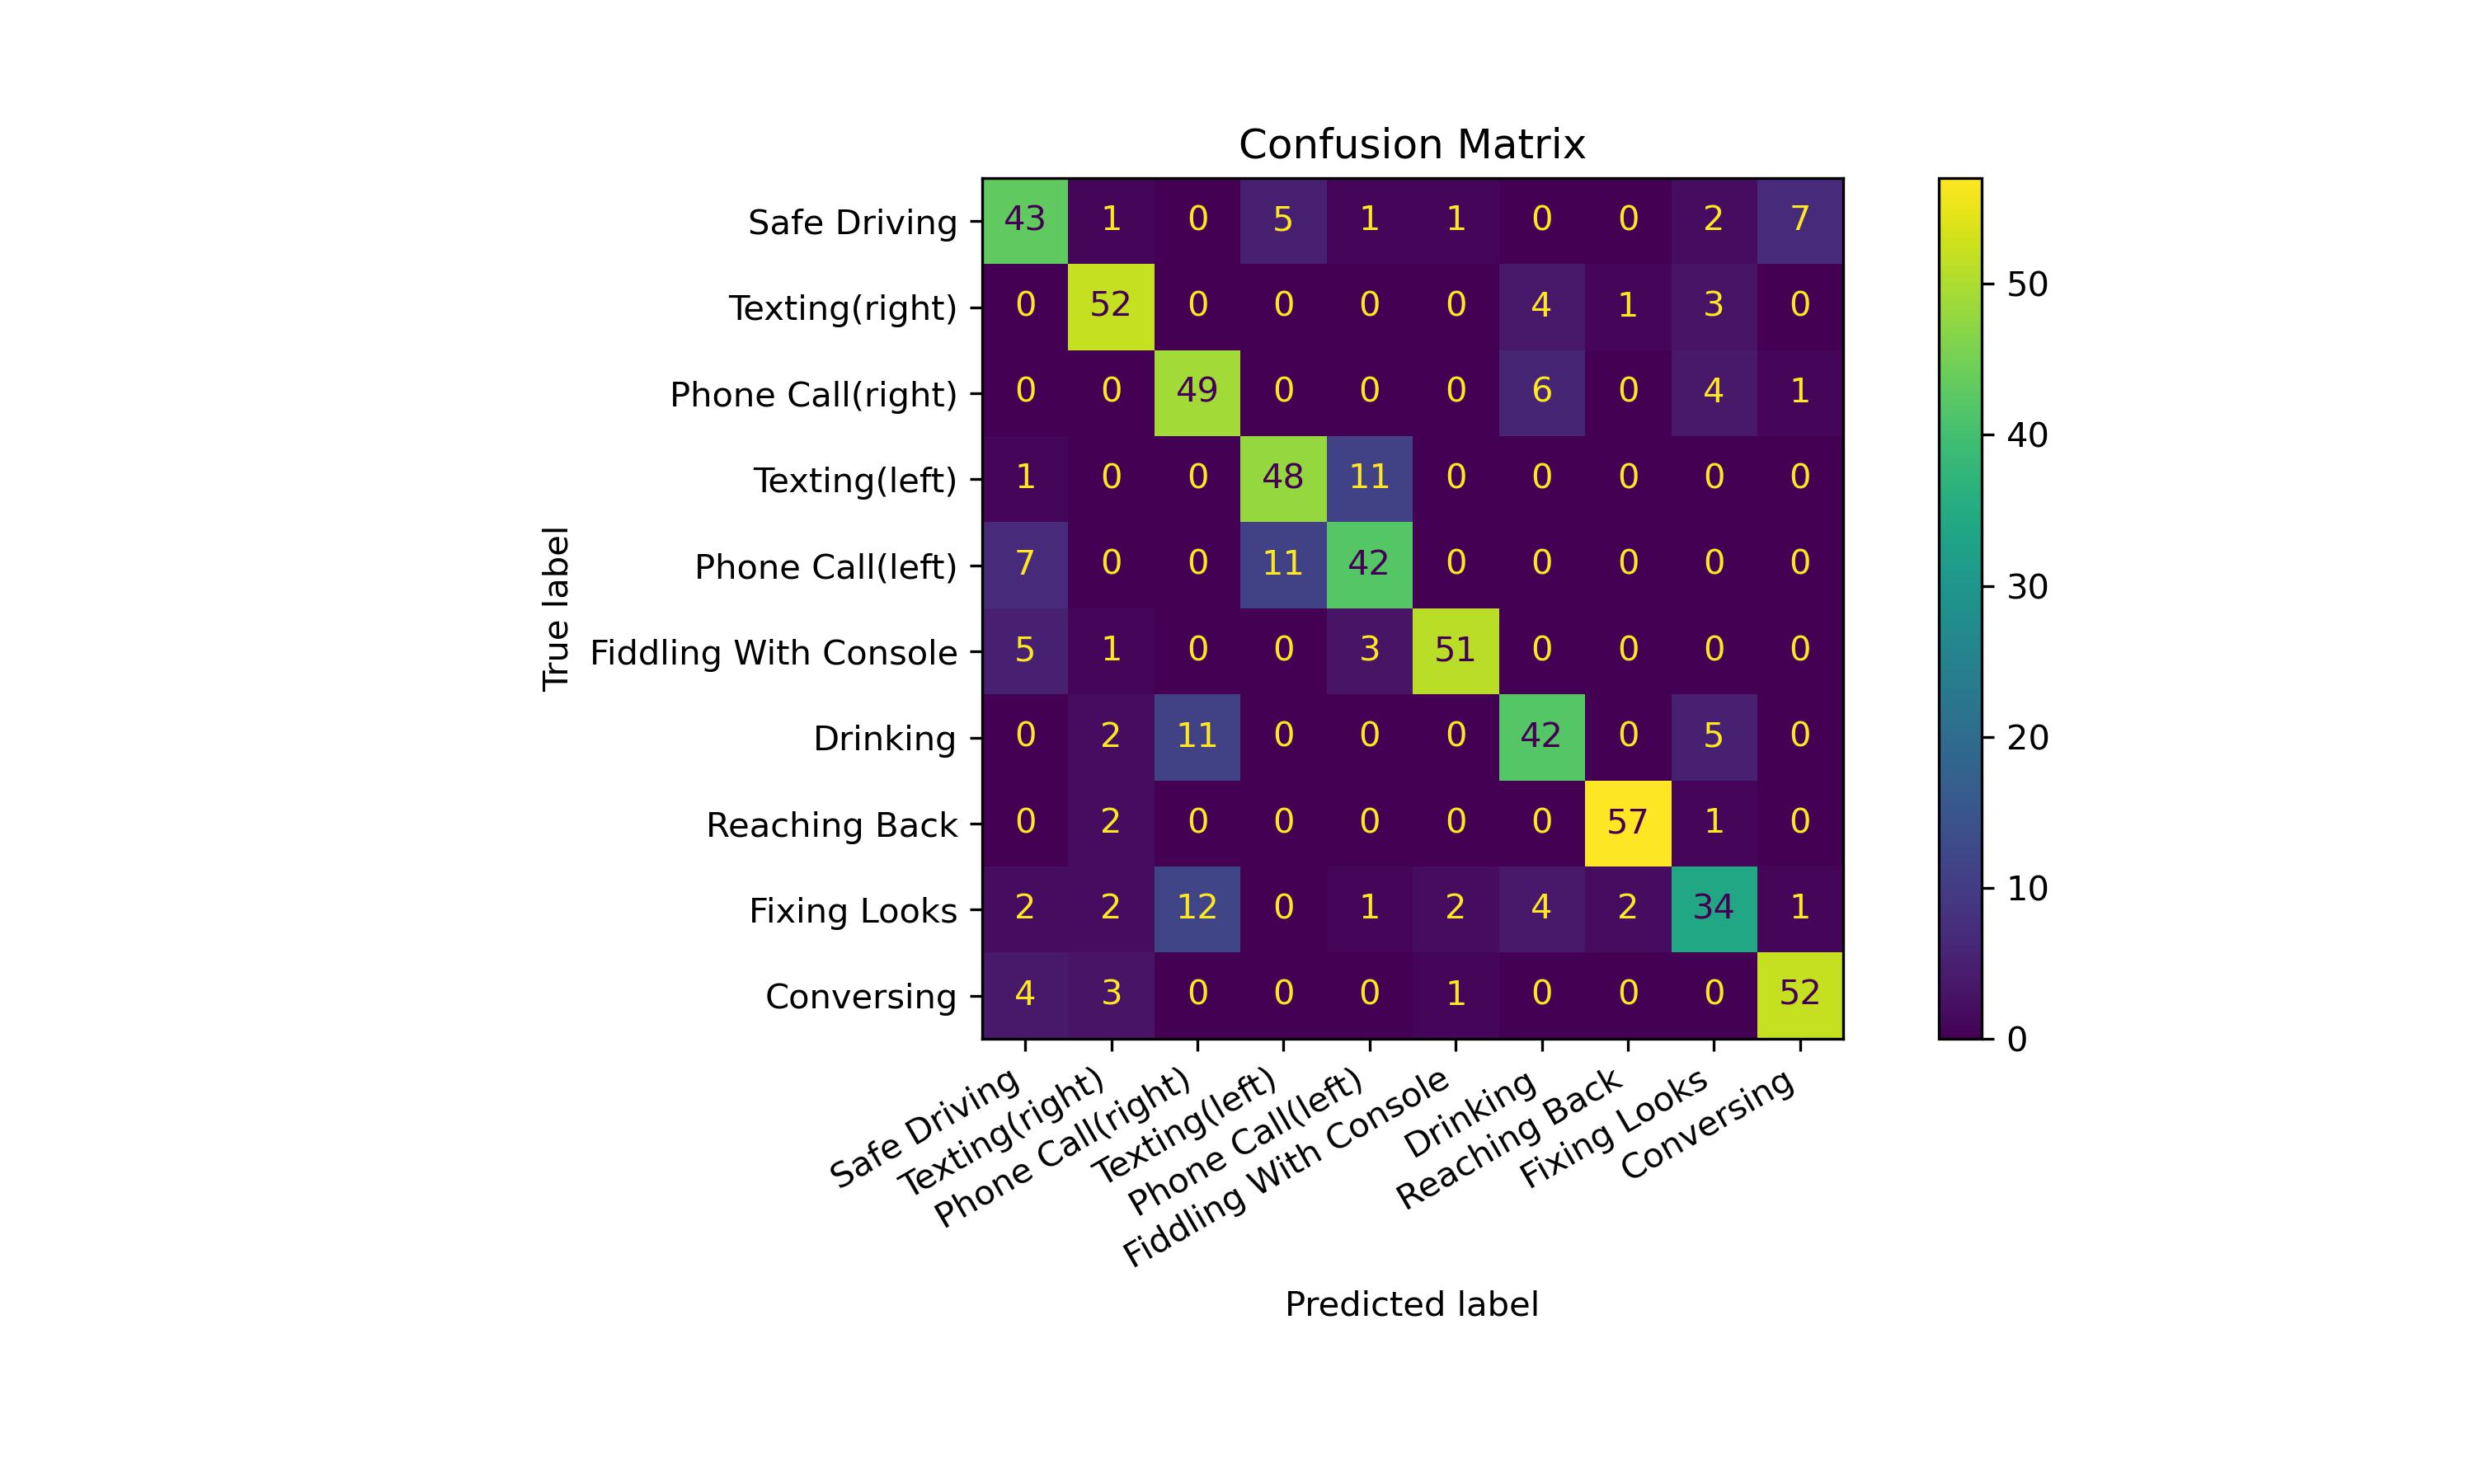 Confusion Matrix
True label
Safe Driving 43 1 0 5 1 1 0 0 2 7
Texting(right) 0 52 0 0 0 0 4 1 3 0
Phone Call(right) 0 0 49 0 0 0 6 0 4 1
Texting(left) 1 0 0 48 11 0 0 0 0 0
Phone Call(left) 7 0 0 11 42 0 0 0 0 0
Fiddling With Console 5 1 0 0 3 51 0 0 0 0
Drinking 0 2 11 0 0 0 42 0 5 0
Reaching Back 0 2 0 0 0 0 0 57 1 0
Fixing Looks 2 2 12 0 1 2 4 2 34 1
Conversing 4 3 0 0 0 1 0 0 0 52
Safe Driving
Texting(right)
Phone Call(right)
Texting(left)
Phone Call(left)
Fiddling With Console
Drinking
Reaching Back
Fixing Looks
Conversing
Predicted label
50
40
30
20
10
0